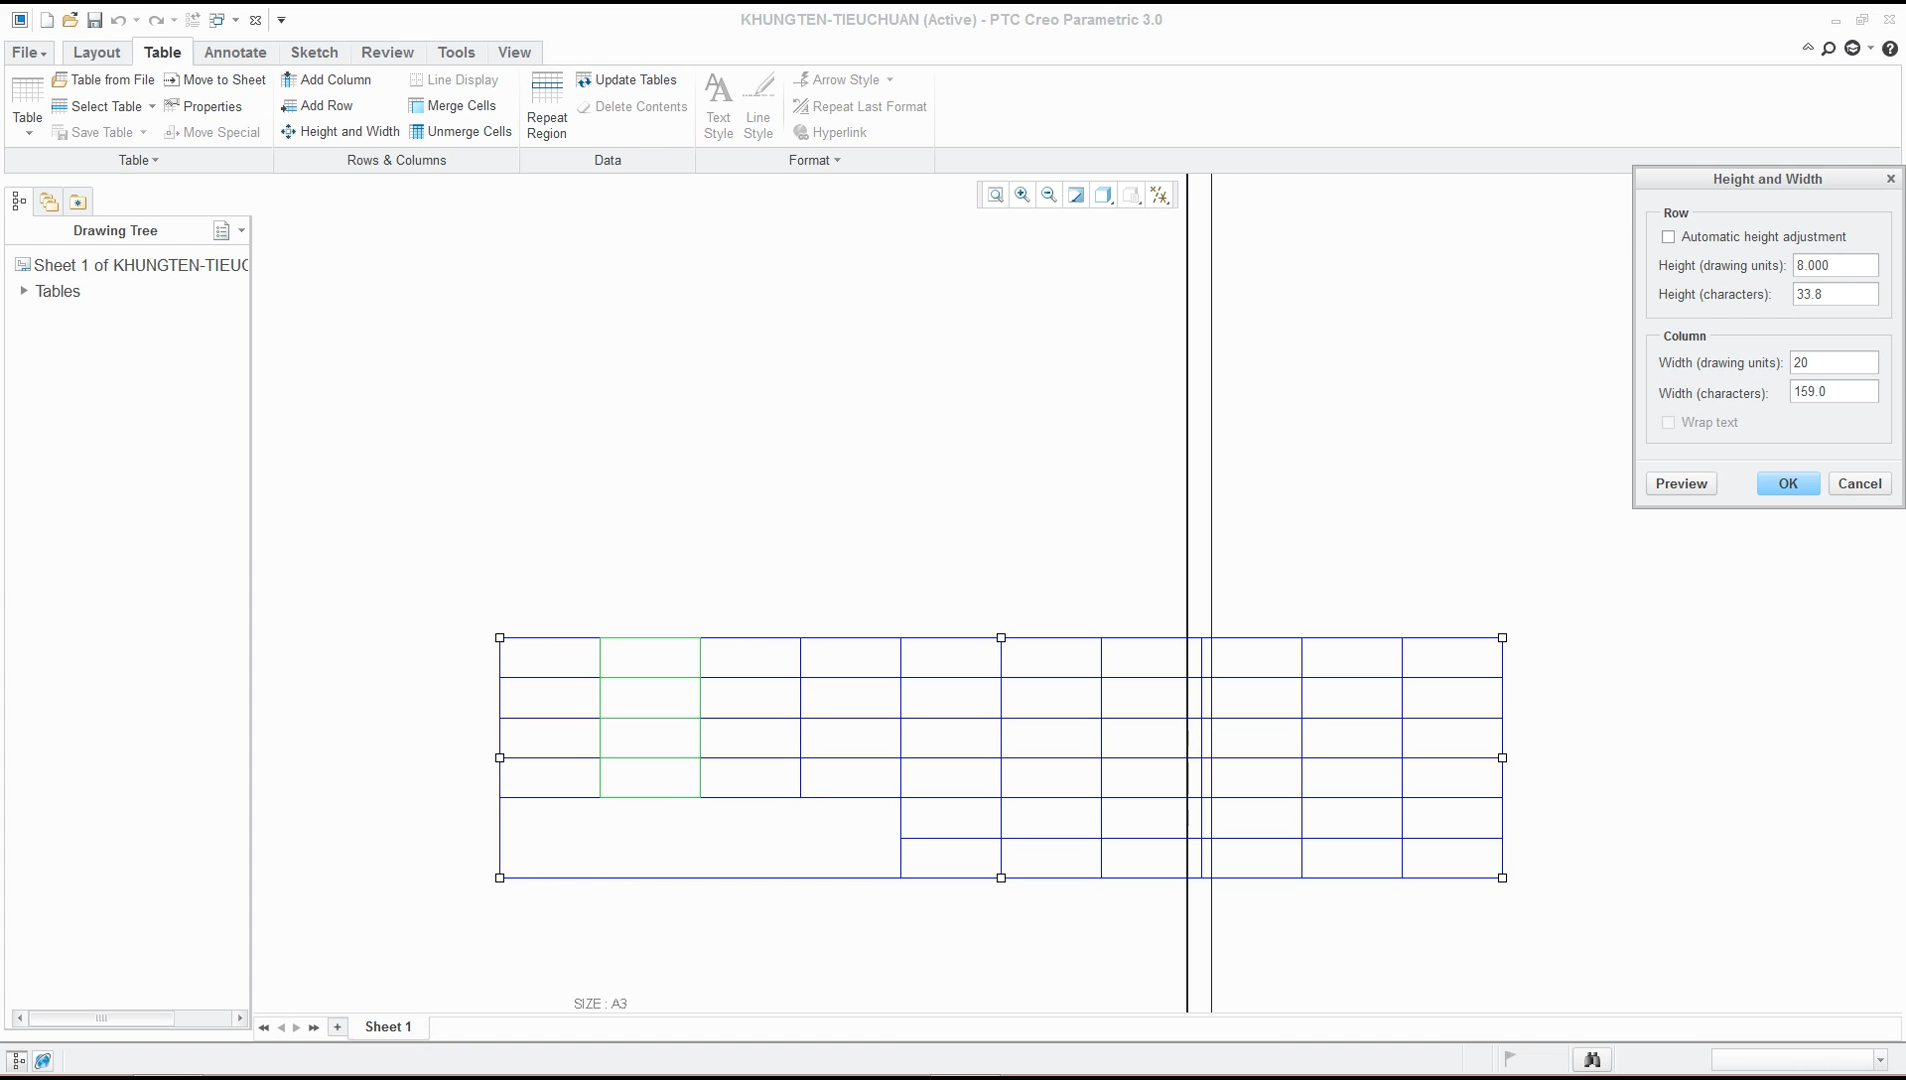 KHUNGTEN-TIEUCHUAN (Active) - PTC Creo Parametric 3.0
File Layout Table Annotate Sketch Review Tools View
Table
Table from File
Select Table
Save Table
Move to Sheet
Properties
Move Special
Add Column
Add Row
Height and Width
Line Display
Merge Cells
Unmerge Cells
Repeat
Region
Update Tables
Delete Contents
Text
Style
Line
Style
Arrow Style
Repeat Last Format
Hyperlink
Table Rows & Columns Data Format
Drawing Tree
Sheet 1 of KHUNGTEN-TIEUC
Tables
Height and Width
Row
Automatic height adjustment
Height (drawing units): 8.000
Height (characters): 33.8
Column
Width (drawing units): 20
Width (characters): 159.0
Wrap text
Preview OK Cancel
SIZE : A3
Sheet 1